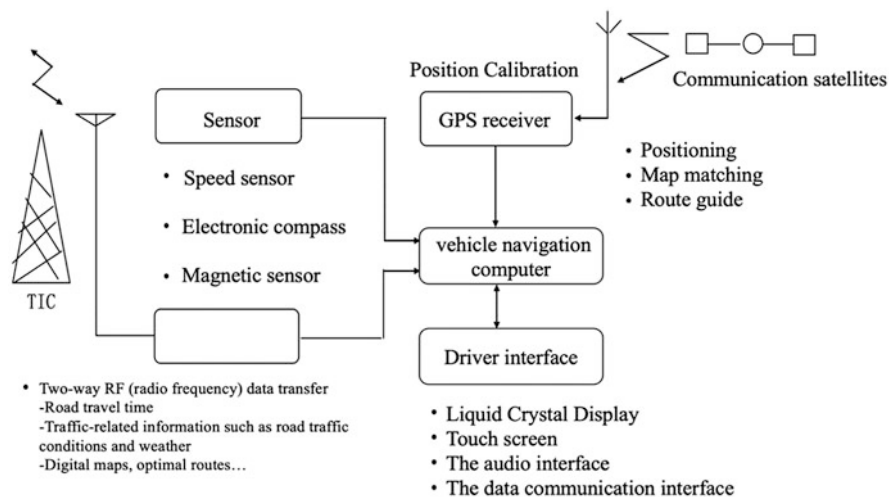 Position Calibration
Communication satellites
Sensor
GPS receiver
• Speed sensor
• Electronic compass
• Magnetic sensor
• Positioning
• Map matching
• Route guide
vehicle navigation
computer
TIC
Driver interface
• Two-way RF (radio frequency) data transfer
-Road travel time
-Traffic-related information such as road traffic
conditions and weather
-Digital maps, optimal routes…
• Liquid Crystal Display
• Touch screen
• The audio interface
• The data communication interface